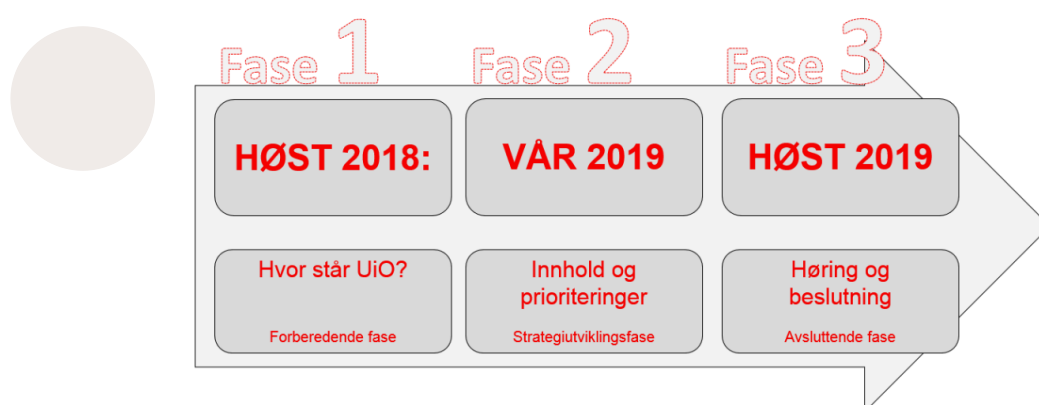 Fase 1
Fase 2
Fase 3
HØST 2018:
VÅR 2019
HØST 2019
Hvor står UiO?
Forberedende fase
Innhold og
prioriteringer
Strategiutviklingsfase
Høring og
beslutning
Avsluttende fase